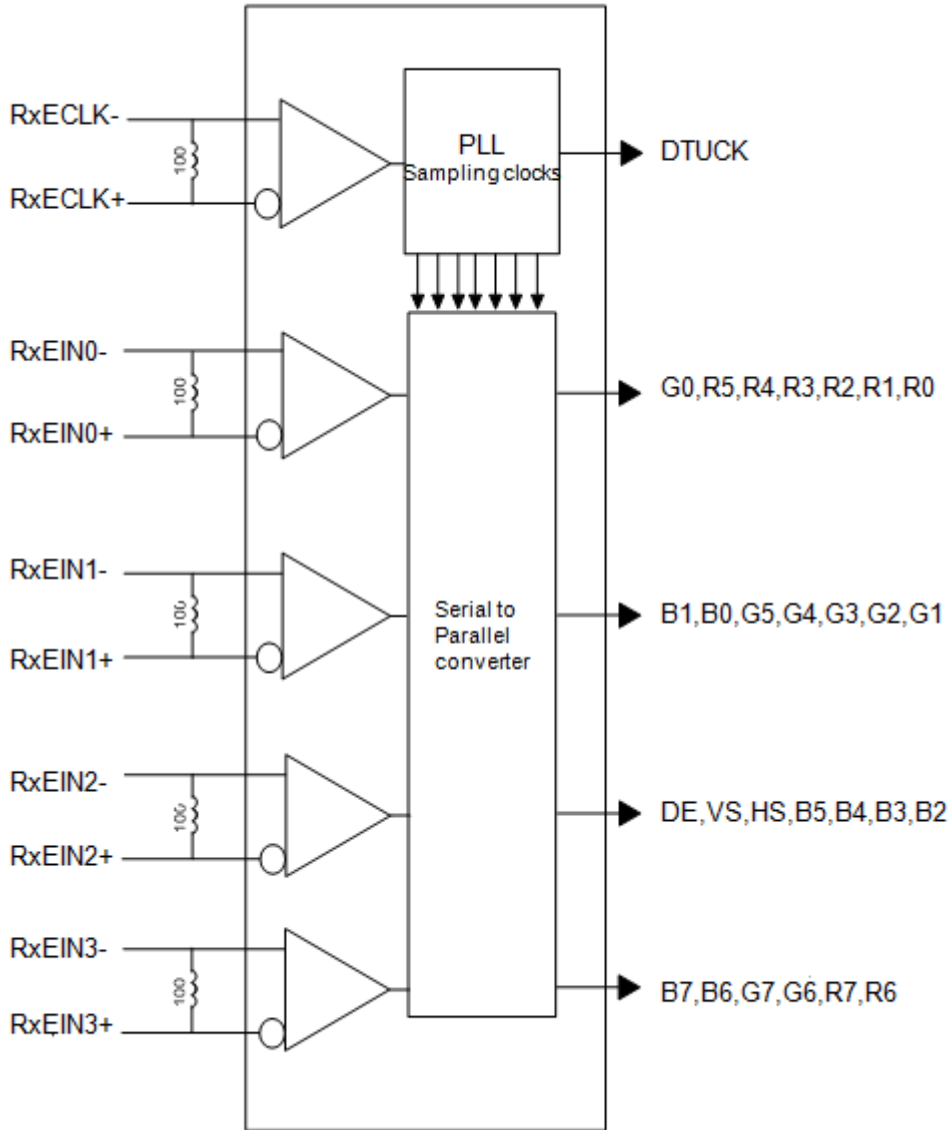 RxECLK-
100
RxECLK+
PLL
Sampling clocks
DTUCK
RxEIN0-
100
RxEIN0+
G0,R5,R4,R3,R2,R1,R0
RxEIN1-
100
RxEIN1+
Serial to
Parallel
converter
B1,B0,G5,G4,G3,G2,G1
RxEIN2-
100
RxEIN2+
DE,VS,HS,B5,B4,B3,B2
RxEIN3-
100
RxEIN3+
B7,B6,G7,G6,R7,R6